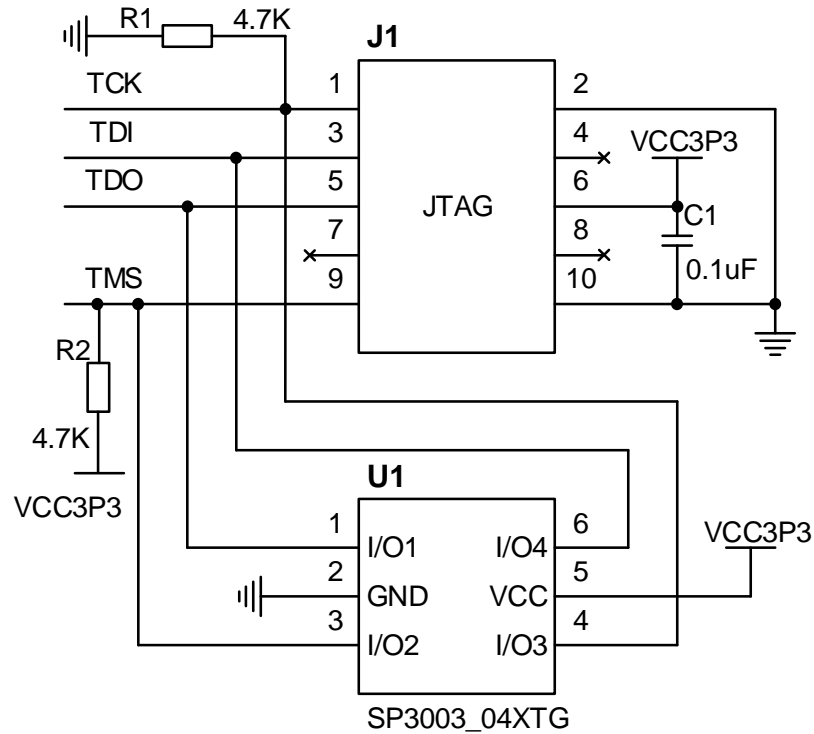 R1 4.7K
J1
TCK 1 2
TDI 3 4 VCC3P3
TDO 5 JTAG 6 C1
7 8 0.1uF
TMS 9 10
R2
4.7K
VCC3P3
U1
1 I/O1 I/O4 6 VCC3P3
2 GND VCC 5
3 I/O2 I/O3 4
SP3003_04XTG